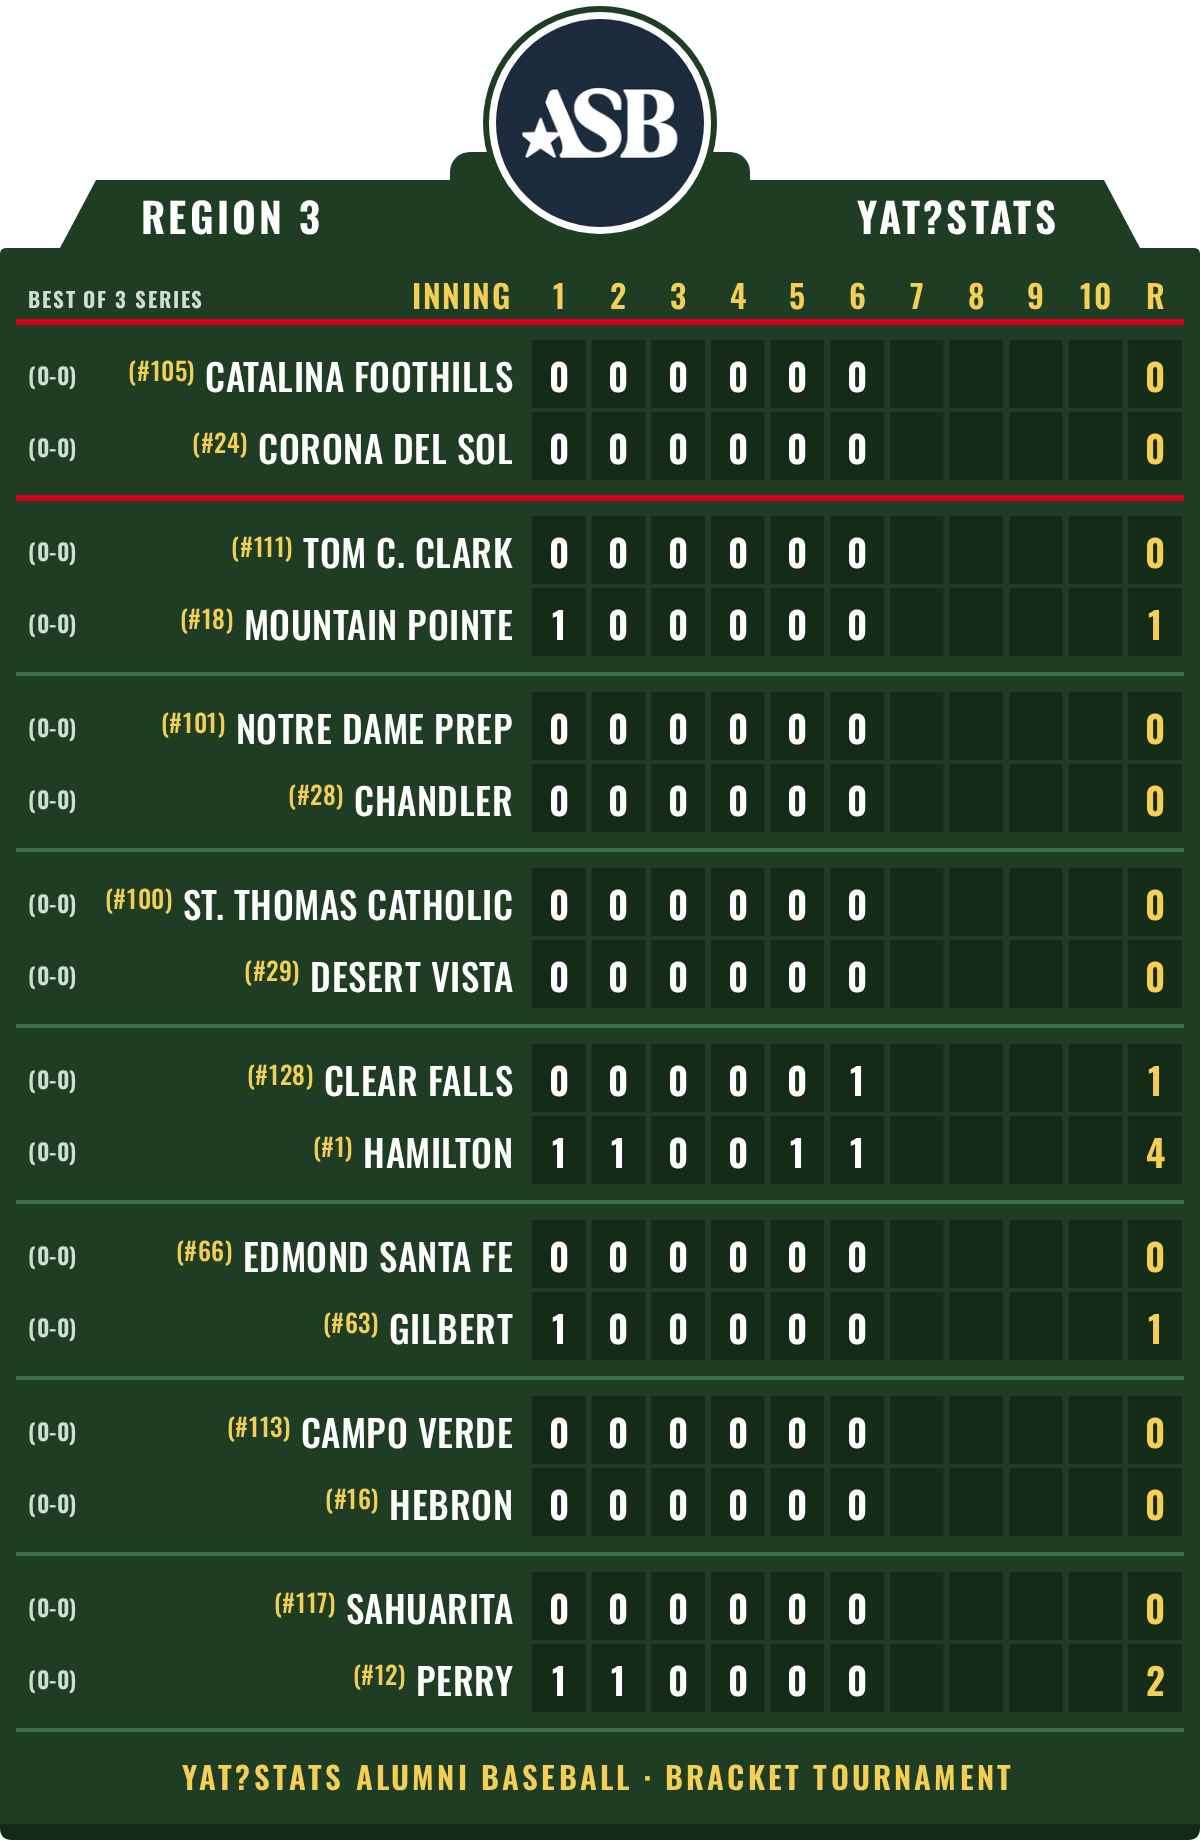 ASB
REGION 3 YAT?STATS
BEST OF 3 SERIES INNING 1 2 3 4 5 6 7 8 9 10 R
(0-0) (#105) CATALINA FOOTHILLS 0 0 0 0 0 0 0
(0-0) (#24) CORONA DEL SOL 0 0 0 0 0 0 0
(0-0) (#111) TOM C. CLARK 0 0 0 0 0 0 0
(0-0) (#18) MOUNTAIN POINTE 1 0 0 0 0 0 1
(0-0) (#101) NOTRE DAME PREP 0 0 0 0 0 0 0
(0-0) (#28) CHANDLER 0 0 0 0 0 0 0
(0-0) (#100) ST. THOMAS CATHOLIC 0 0 0 0 0 0 0
(0-0) (#29) DESERT VISTA 0 0 0 0 0 0 0
(0-0) (#128) CLEAR FALLS 0 0 0 0 0 1 1
(0-0) (#1) HAMILTON 1 1 0 0 1 1 4
(0-0) (#66) EDMOND SANTA FE 0 0 0 0 0 0 0
(0-0) (#63) GILBERT 1 0 0 0 0 0 1
(0-0) (#113) CAMPO VERDE 0 0 0 0 0 0 0
(0-0) (#16) HEBRON 0 0 0 0 0 0 0
(0-0) (#117) SAHUARITA 0 0 0 0 0 0 0
(0-0) (#12) PERRY 1 1 0 0 0 0 2
YAT?STATS ALUMNI BASEBALL · BRACKET TOURNAMENT